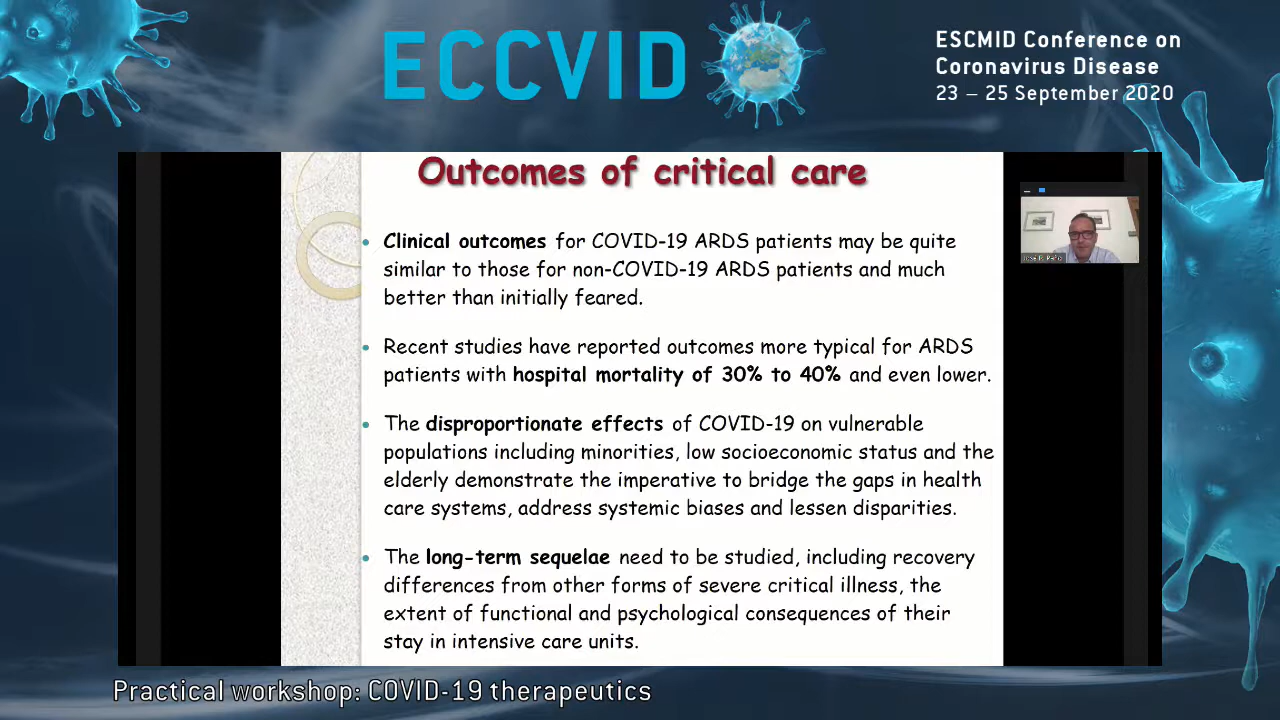 ECCVID
ESCMID Conference on
Coronavirus Disease
23 – 25 September 2020
Outcomes of critical care
• Clinical outcomes for COVID-19 ARDS patients may be quite
similar to those for non-COVID-19 ARDS patients and much
better than initially feared.
• Recent studies have reported outcomes more typical for ARDS
patients with hospital mortality of 30% to 40% and even lower.
• The disproportionate effects of COVID-19 on vulnerable
populations including minorities, low socioeconomic status and the
elderly demonstrate the imperative to bridge the gaps in health
care systems, address systemic biases and lessen disparities.
• The long-term sequelae need to be studied, including recovery
differences from other forms of severe critical illness, the
extent of functional and psychological consequences of their
stay in intensive care units.
Practical workshop: COVID-19 therapeutics